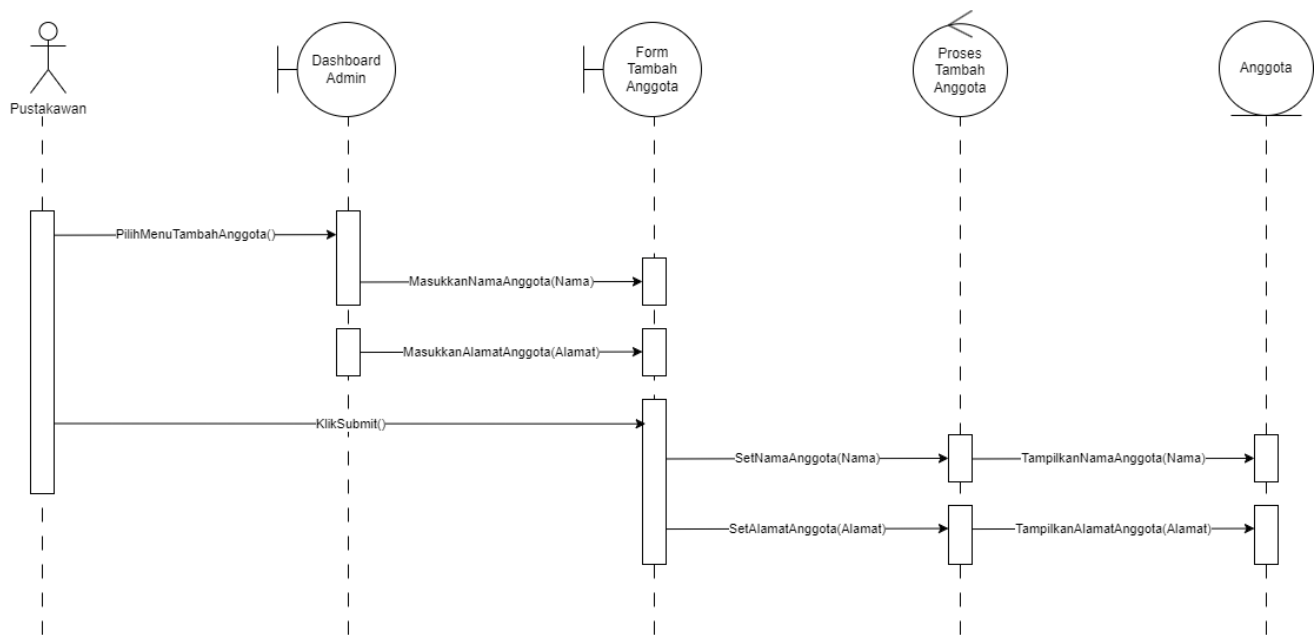 Pustakawan
Dashboard
Admin
Form
Tambah
Anggota
Proses
Tambah
Anggota
Anggota
PilihMenuTambahAnggota()
MasukkanNamaAnggota(Nama)
MasukkanAlamatAnggota(Alamat)
KlikSubmit()
SetNamaAnggota(Nama)
TampilkanNamaAnggota(Nama)
SetAlamatAnggota(Alamat)
TampilkanAlamatAnggota(Alamat)